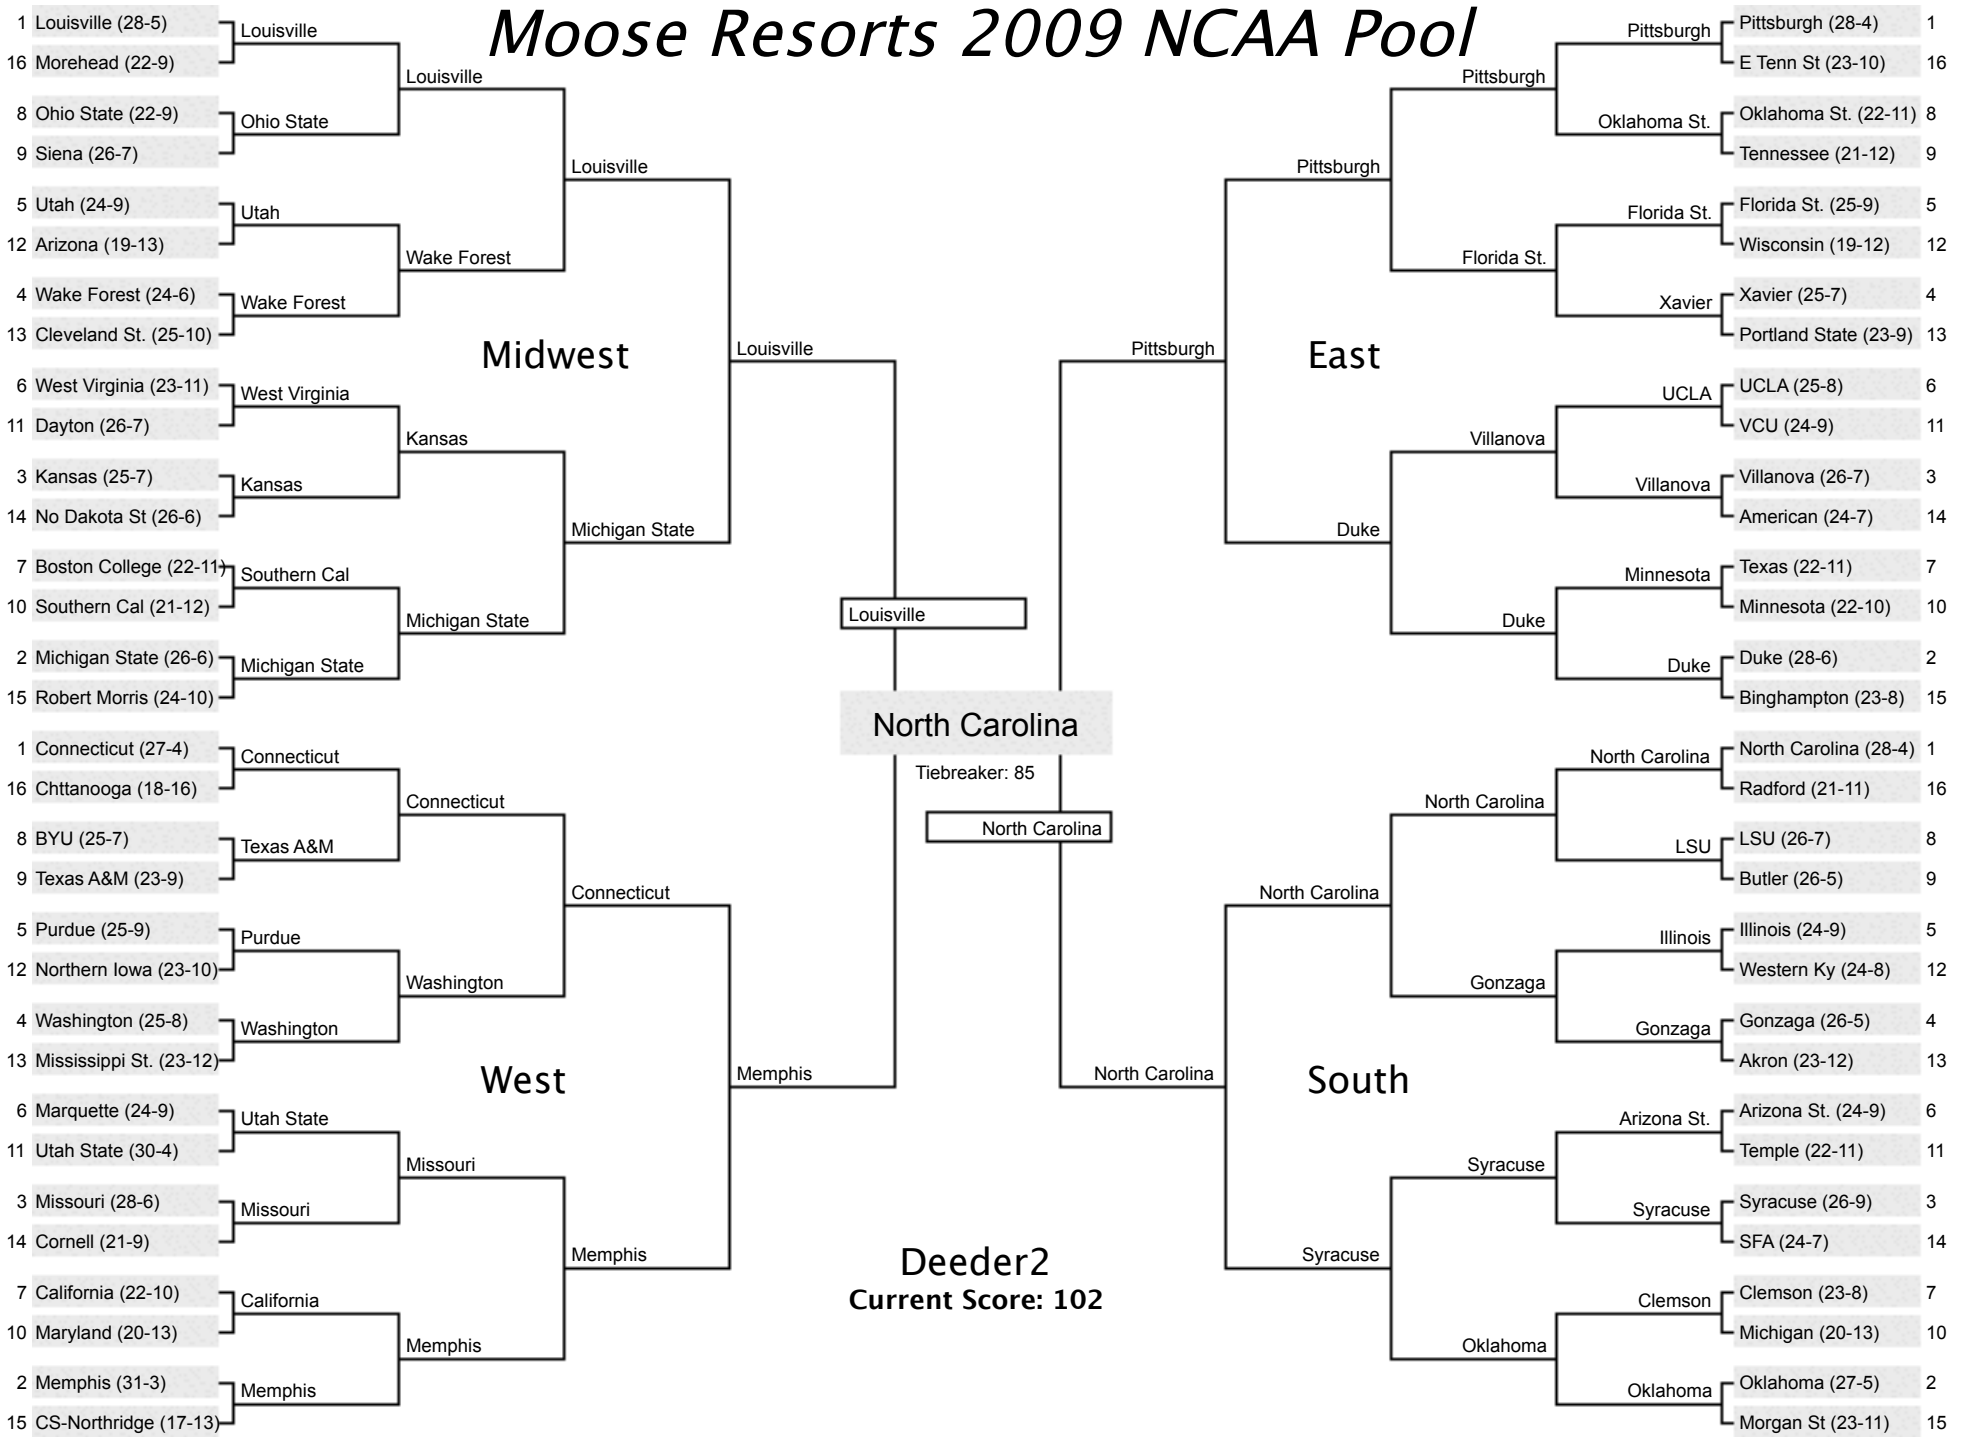 Moose Resorts 2009 NCAA Pool
1 Louisville (28-5)
Louisville
16 Morehead (22-9)
Louisville
8 Ohio State (22-9)
Ohio State
9 Siena (26-7)
Louisville
5 Utah (24-9)
Utah
12 Arizona (19-13)
Wake Forest
4 Wake Forest (24-6)
Wake Forest
13 Cleveland St. (25-10)
Midwest
Louisville
6 West Virginia (23-11)
West Virginia
11 Dayton (26-7)
Kansas
3 Kansas (25-7)
Kansas
14 No Dakota St (26-6)
Michigan State
7 Boston College (22-11)
Southern Cal
10 Southern Cal (21-12)
Michigan State
2 Michigan State (26-6)
Michigan State
15 Robert Morris (24-10)
1 Connecticut (27-4)
Connecticut
16 Chttanooga (18-16)
Connecticut
8 BYU (25-7)
Texas A&M
9 Texas A&M (23-9)
Connecticut
5 Purdue (25-9)
Purdue
12 Northern Iowa (23-10)
Washington
4 Washington (25-8)
Washington
13 Mississippi St. (23-12)
West
Memphis
6 Marquette (24-9)
Utah State
11 Utah State (30-4)
Missouri
3 Missouri (28-6)
Missouri
14 Cornell (21-9)
Memphis
7 California (22-10)
California
10 Maryland (20-13)
Memphis
2 Memphis (31-3)
Memphis
15 CS-Northridge (17-13)
Louisville
North Carolina
Tiebreaker: 85
North Carolina
Deeder2
Current Score: 102
Pittsburgh (28-4) 1
Pittsburgh
E Tenn St (23-10) 16
Pittsburgh
Oklahoma St. (22-11) 8
Oklahoma St.
Tennessee (21-12) 9
Pittsburgh
Florida St. (25-9) 5
Florida St.
Wisconsin (19-12) 12
Florida St.
Xavier (25-7) 4
Xavier
Portland State (23-9) 13
Pittsburgh
East
UCLA (25-8) 6
UCLA
VCU (24-9) 11
Villanova
Villanova (26-7) 3
Villanova
American (24-7) 14
Duke
Texas (22-11) 7
Minnesota
Minnesota (22-10) 10
Duke
Duke (28-6) 2
Duke
Binghampton (23-8) 15
North Carolina (28-4) 1
North Carolina
Radford (21-11) 16
North Carolina
LSU (26-7) 8
LSU
Butler (26-5) 9
North Carolina
Illinois (24-9) 5
Illinois
Western Ky (24-8) 12
Gonzaga
Gonzaga (26-5) 4
Gonzaga
Akron (23-12) 13
North Carolina
South
Arizona St. (24-9) 6
Arizona St.
Temple (22-11) 11
Syracuse
Syracuse (26-9) 3
Syracuse
SFA (24-7) 14
Syracuse
Clemson (23-8) 7
Clemson
Michigan (20-13) 10
Oklahoma
Oklahoma (27-5) 2
Oklahoma
Morgan St (23-11) 15